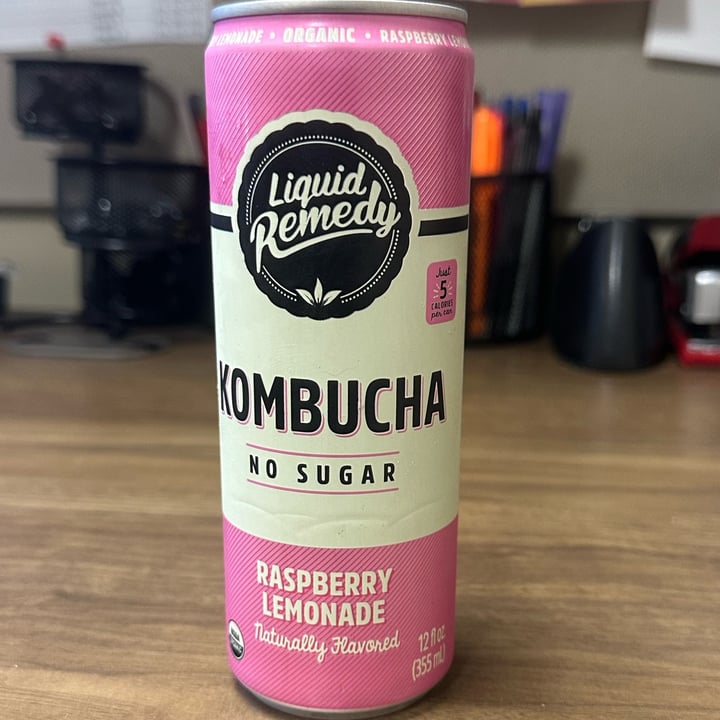 LEMONADE • ORGANIC • RASPBERRY
Liquid
Remedy
Just
5
CALORIES
per can
KOMBUCHA
NO SUGAR
RASPBERRY
LEMONADE
Naturally Flavored
12 fl oz
(355 mL)